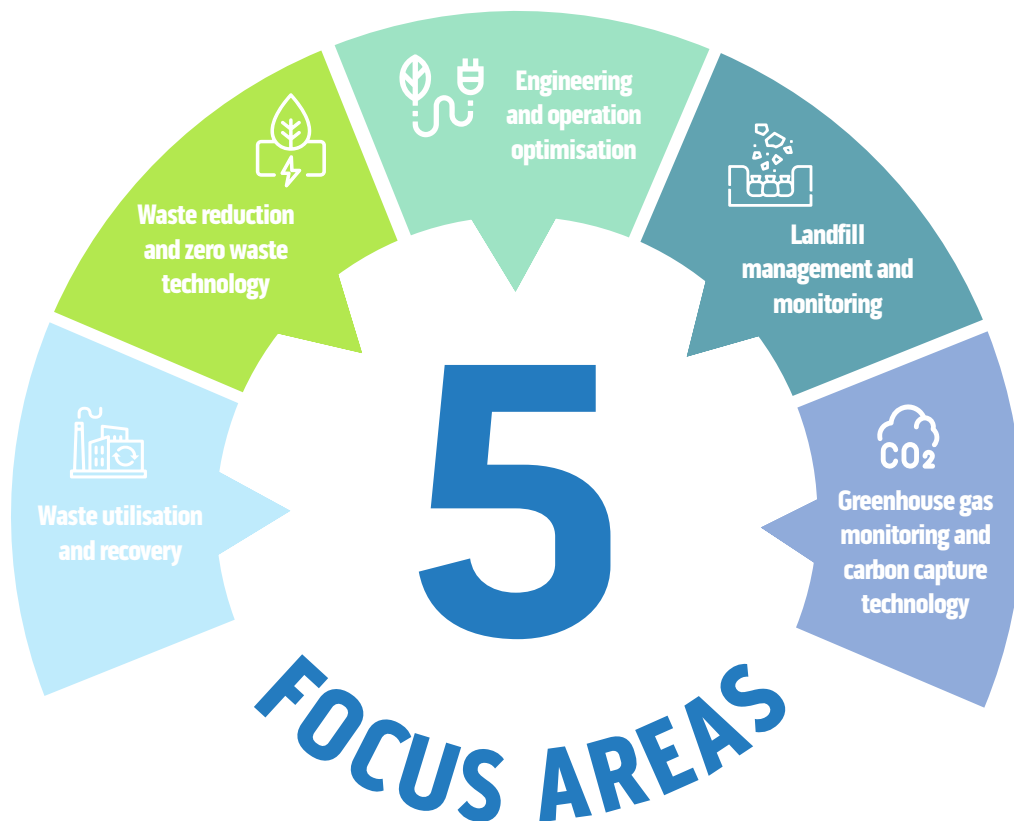 Engineering
and operation
optimisation
Waste reduction
and zero waste
technology
Landfill
management and
monitoring
Waste utilisation
and recovery
CO2
Greenhouse gas
monitoring and
carbon capture
technology
5
FOCUS AREAS